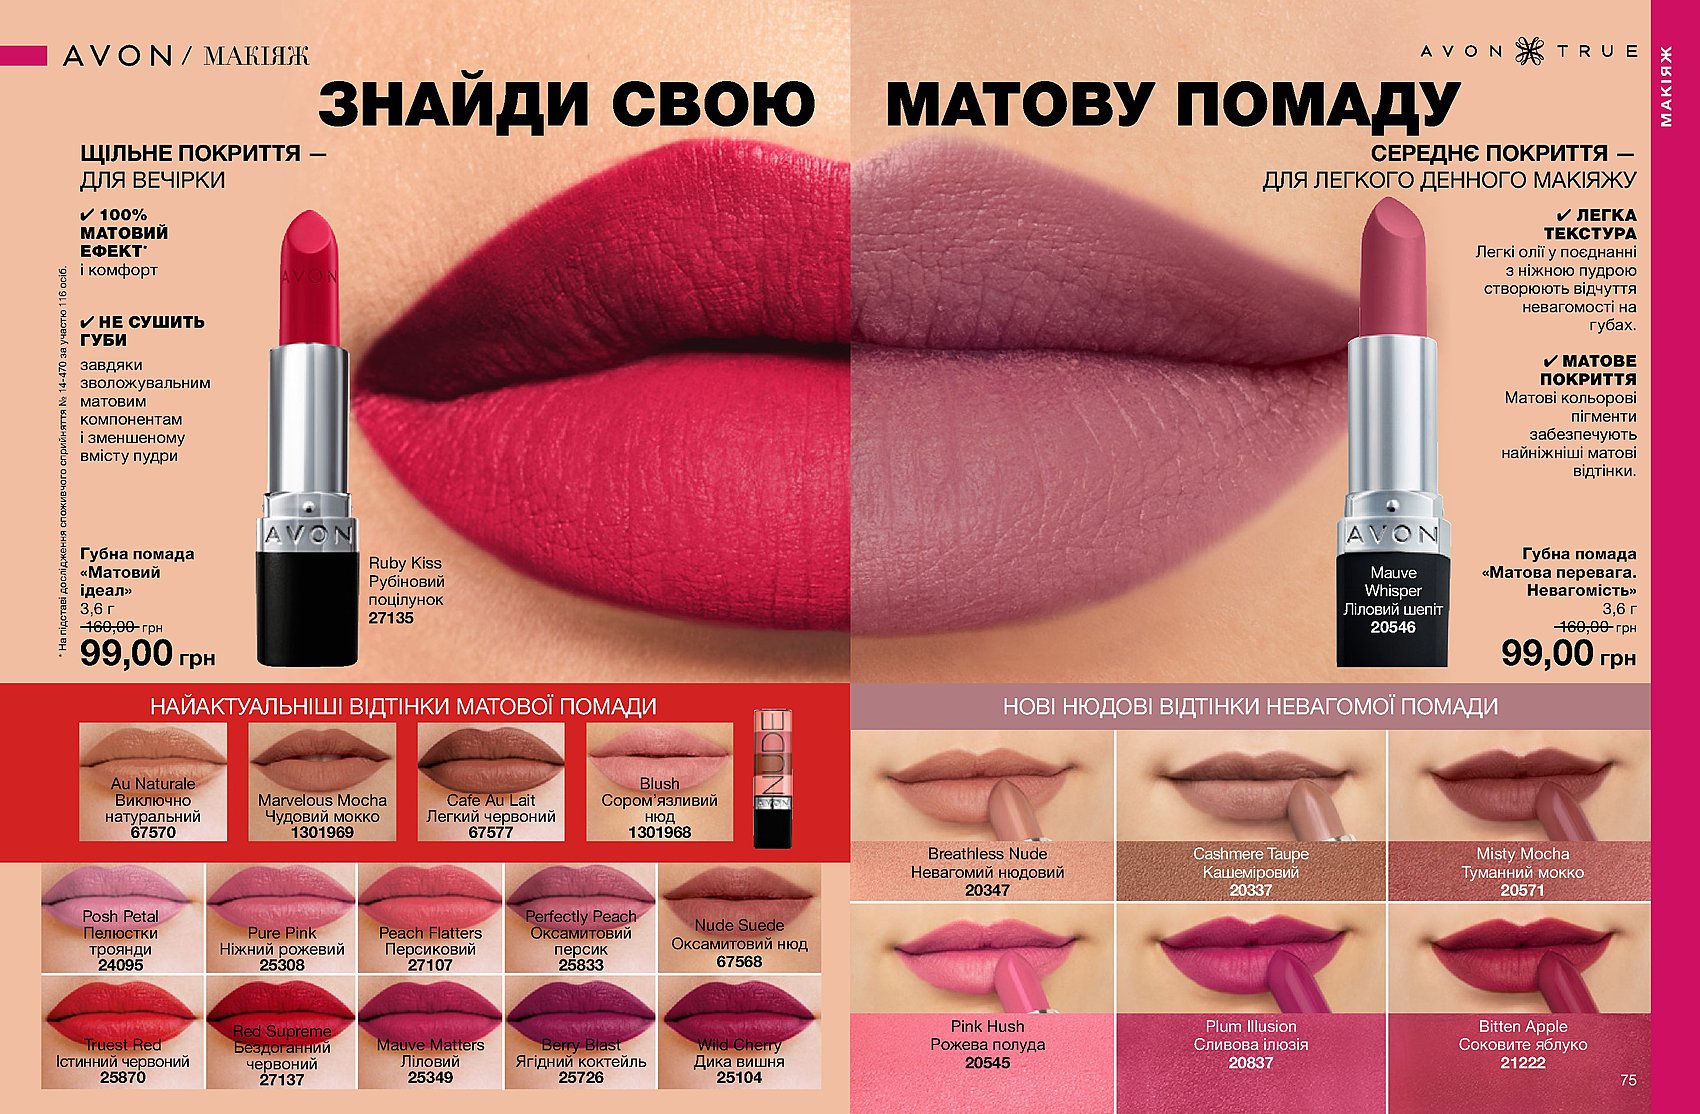 AVON / МАКІЯЖ
AVON TRUE
МАКІЯЖ
ЗНАЙДИ СВОЮ МАТОВУ ПОМАДУ
ЩІЛЬНЕ ПОКРИТТЯ —
ДЛЯ ВЕЧІРКИ
✔ 100%
МАТОВИЙ
ЕФЕКТ*
і комфорт
✔ НЕ СУШИТЬ
ГУБИ
завдяки
зволожувальним
матовим
компонентам
і зменшеному
вмісту пудри
* На підставі дослідження споживчого сприйняття № 14-470 за участю 116 осіб.
Губна помада
«Матовий
ідеал»
3,6 г
160,00 грн
99,00 грн
AVON
AVON
Ruby Kiss
Рубіновий
поцілунок
27135
СЕРЕДНЄ ПОКРИТТЯ —
ДЛЯ ЛЕГКОГО ДЕННОГО МАКІЯЖУ
✔ ЛЕГКА
ТЕКСТУРА
Легкі олії у поєднанні
з ніжною пудрою
створюють відчуття
невагомості на
губах.
✔ МАТОВЕ
ПОКРИТТЯ
Матові кольорові
пігменти
забезпечують
найніжніші матові
відтінки.
AVON
Mauve
Whisper
Ліловий шепіт
20546
Губна помада
«Матова перевага.
Невагомість»
3,6 г
160,00 грн
99,00 грн
НАЙАКТУАЛЬНІШІ ВІДТІНКИ МАТОВОЇ ПОМАДИ
Au Naturale
Виключно
натуральний
67570
Marvelous Mocha
Чудовий мокко
1301969
Cafe Au Lait
Легкий червоний
67577
Blush
Сором’язливий
нюд
1301968
NUDE
AVON
Posh Petal
Пелюстки
троянди
24095
Pure Pink
Ніжний рожевий
25308
Peach Flatters
Персиковий
27107
Perfectly Peach
Оксамитовий
персик
25833
Nude Suede
Оксамитовий нюд
67568
Truest Red
Істинний червоний
25870
Red Supreme
Бездоганний
червоний
27137
Mauve Matters
Ліловий
25349
Berry Blast
Ягідний коктейль
25726
Wild Cherry
Дика вишня
25104
НОВІ НЮДОВІ ВІДТІНКИ НЕВАГОМОЇ ПОМАДИ
Breathless Nude
Невагомий нюдовий
20347
Cashmere Taupe
Кашеміровий
20337
Misty Mocha
Туманний мокко
20571
Pink Hush
Рожева полуда
20545
Plum Illusion
Сливова ілюзія
20837
Bitten Apple
Соковите яблуко
21222
75